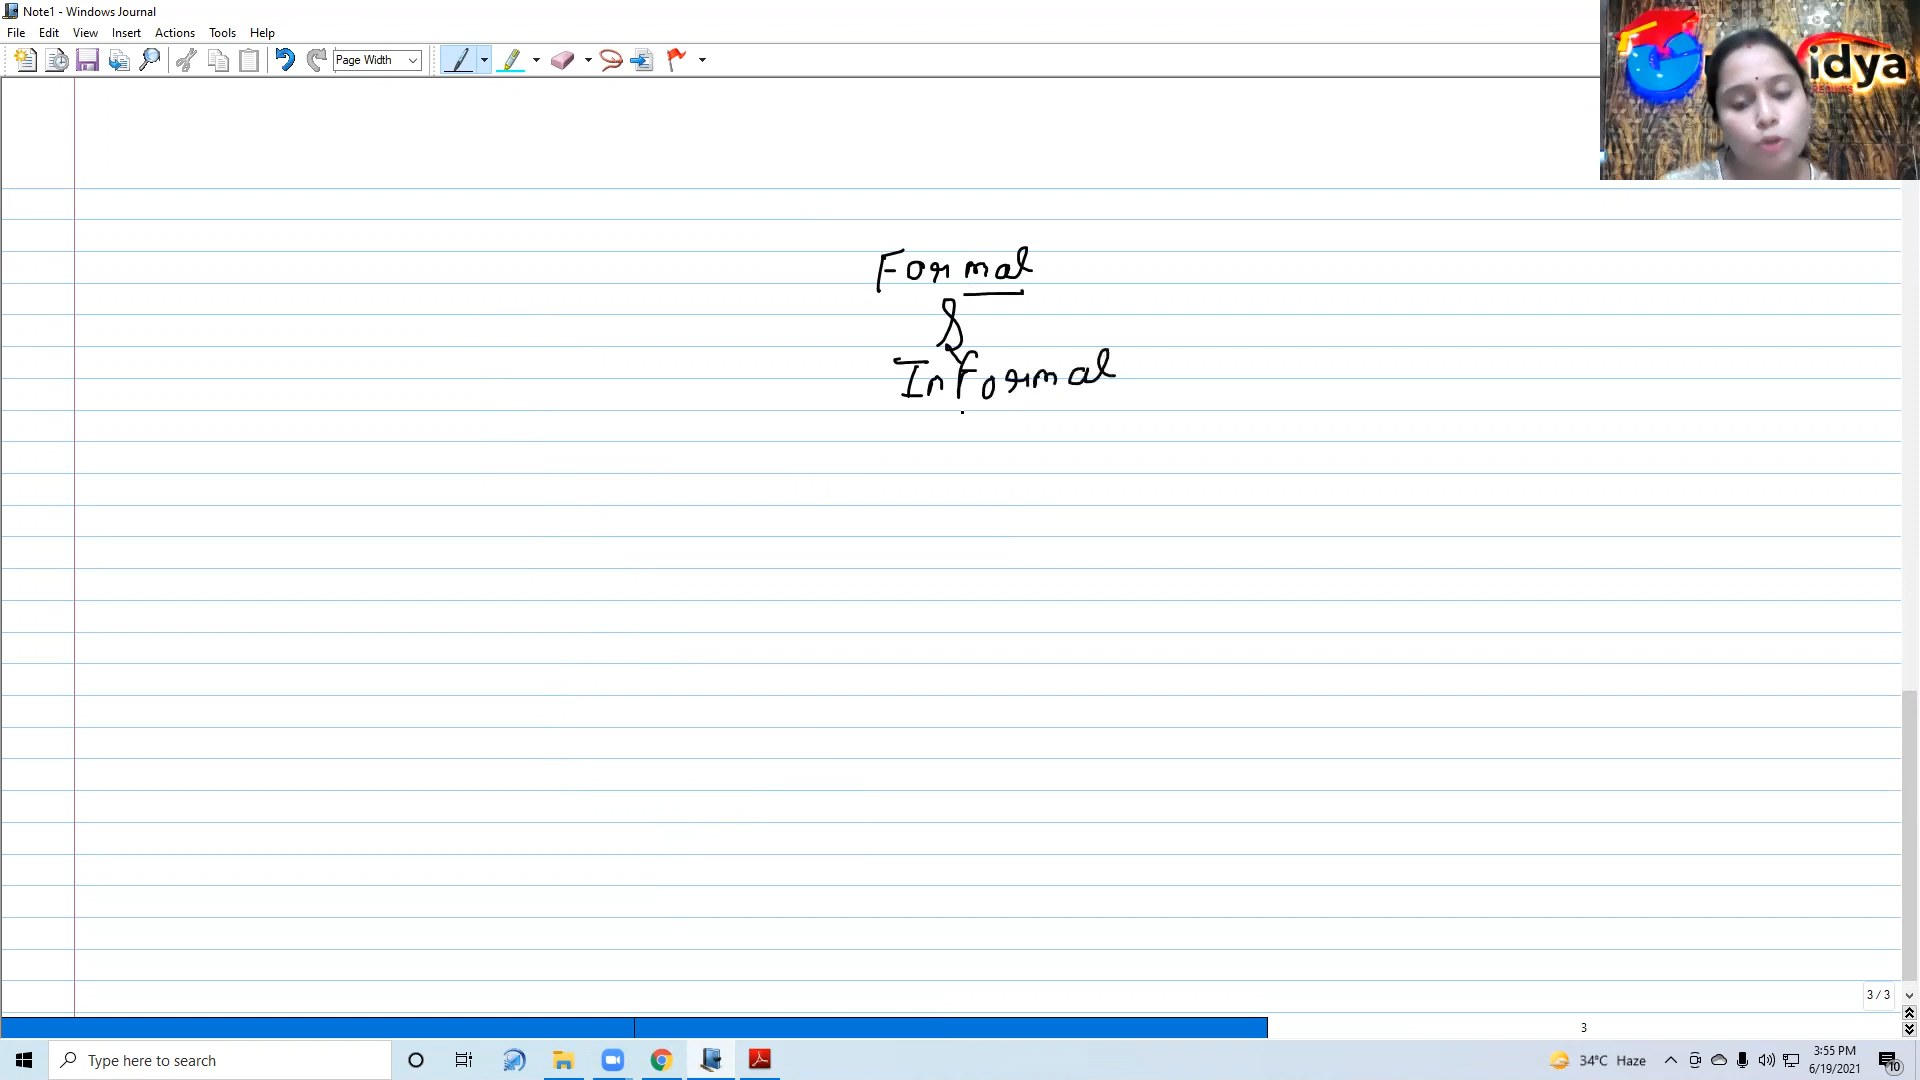 Note1 - Windows Journal
File Edit View Insert Actions Tools Help
Page Width
idya
Formal
&
Informal
3 / 3
3
Type here to search
34°C Haze
3:55 PM
6/19/2021
10